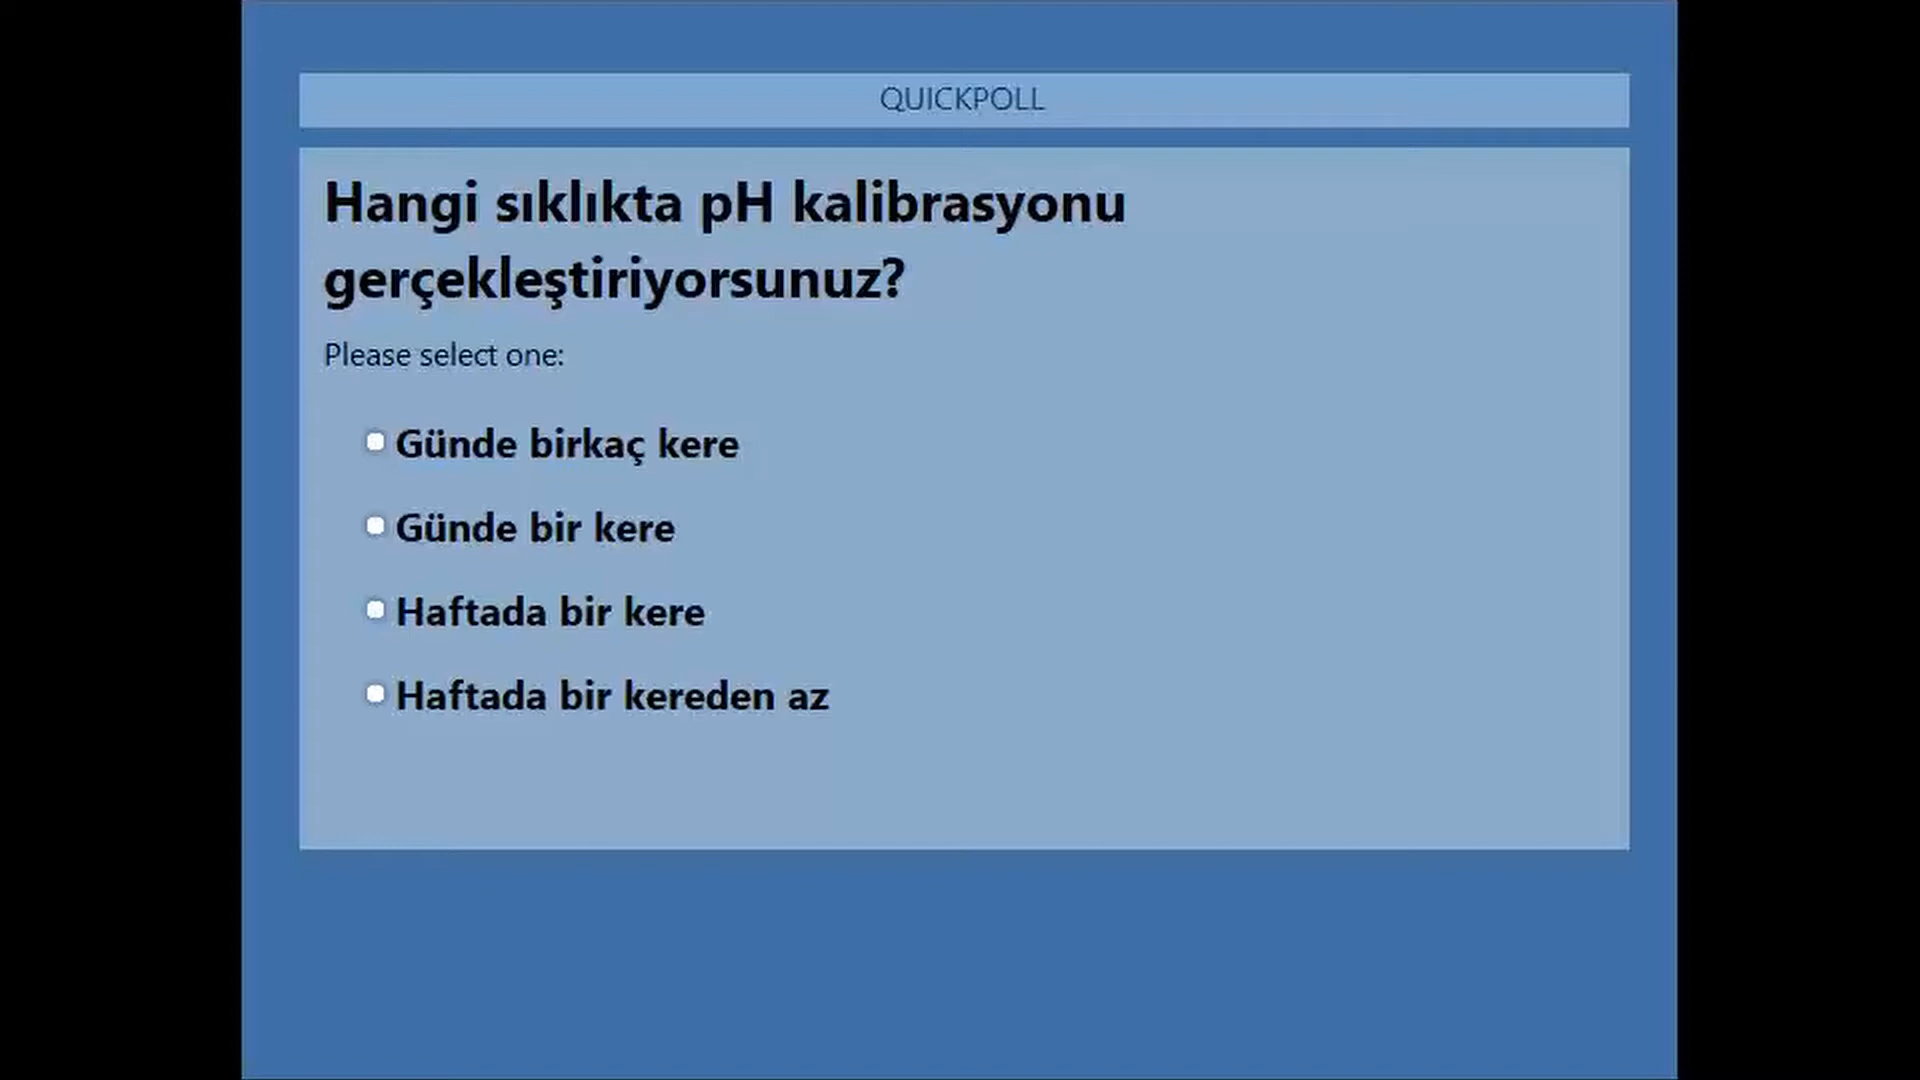 QUICKPOLL
Hangi sıklıkta pH kalibrasyonu
gerçekleştiriyorsunuz?
Please select one:
Günde birkaç kere
Günde bir kere
Haftada bir kere
Haftada bir kereden az